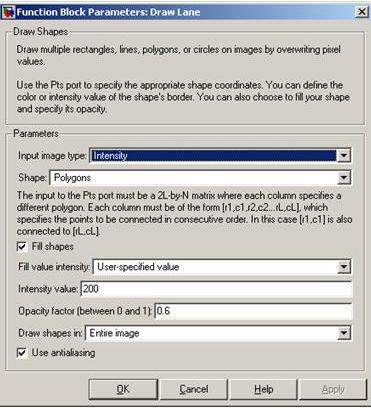 Function Block Parameters: Draw Lane
Draw Shapes
Draw multiple rectangles, lines, polygons, or circles on images by overwriting pixel
values.
Use the Pts port to specify the appropriate shape coordinates. You can define the
color or intensity value of the shape's border. You can also choose to fill your shape
and specify its opacity.
Parameters
Input image type: Intensity
Shape: Polygons
The input to the Pts port must be a 2L-by-N matrix where each column specifies a
different polygon. Each column must be of the form [r1,c1,r2,c2...rL,cL], which
specifies the points to be connected in consecutive order. In this case [r1,c1] is also
connected to [rL,cL].
Fill shapes
Fill value intensity: User-specified value
Intensity value: 200
Opacity factor (between 0 and 1): 0.6
Draw shapes in: Entire image
Use antialiasing
OK Cancel Help Apply